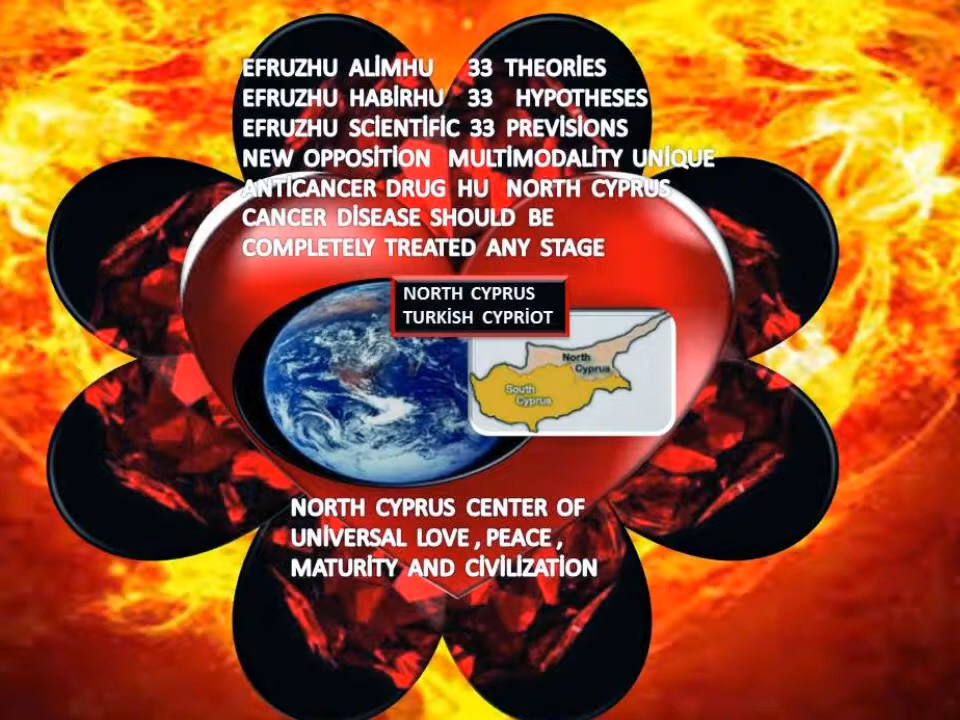 EFRUZHU ALİMHU 33 THEORİES
EFRUZHU HABİRHU 33 HYPOTHESES
EFRUZHU SCİENTİFİC 33 PREVİSİONS
NEW OPPOSİTİON MULTİMODALİTY UNİQUE
ANTİCANCER DRUG HU NORTH CYPRUS
CANCER DİSEASE SHOULD BE
COMPLETELY TREATED ANY STAGE
NORTH CYPRUS
TURKİSH CYPRİOT
North
Cyprus
South
Cyprus
NORTH CYPRUS CENTER OF
UNİVERSAL LOVE , PEACE ,
MATURİTY AND CİVİLİZATİON